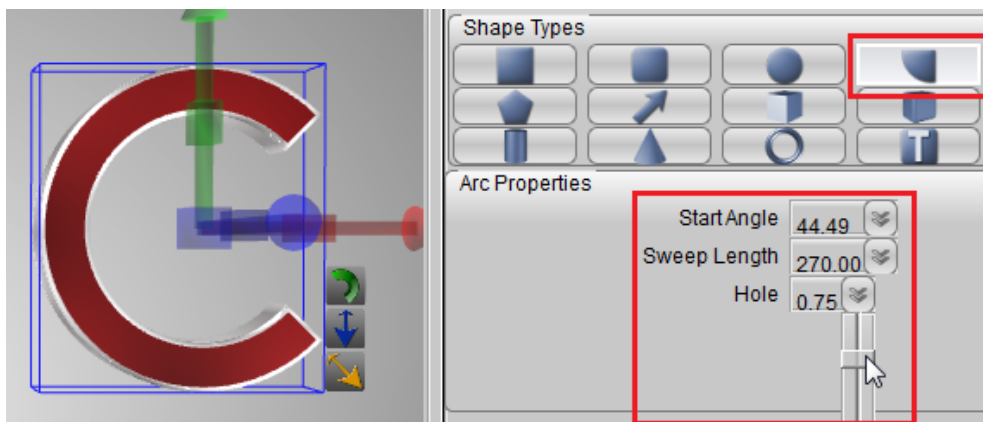 Shape Types
T
Arc Properties
Start Angle 44.49
Sweep Length 270.00
Hole 0.75